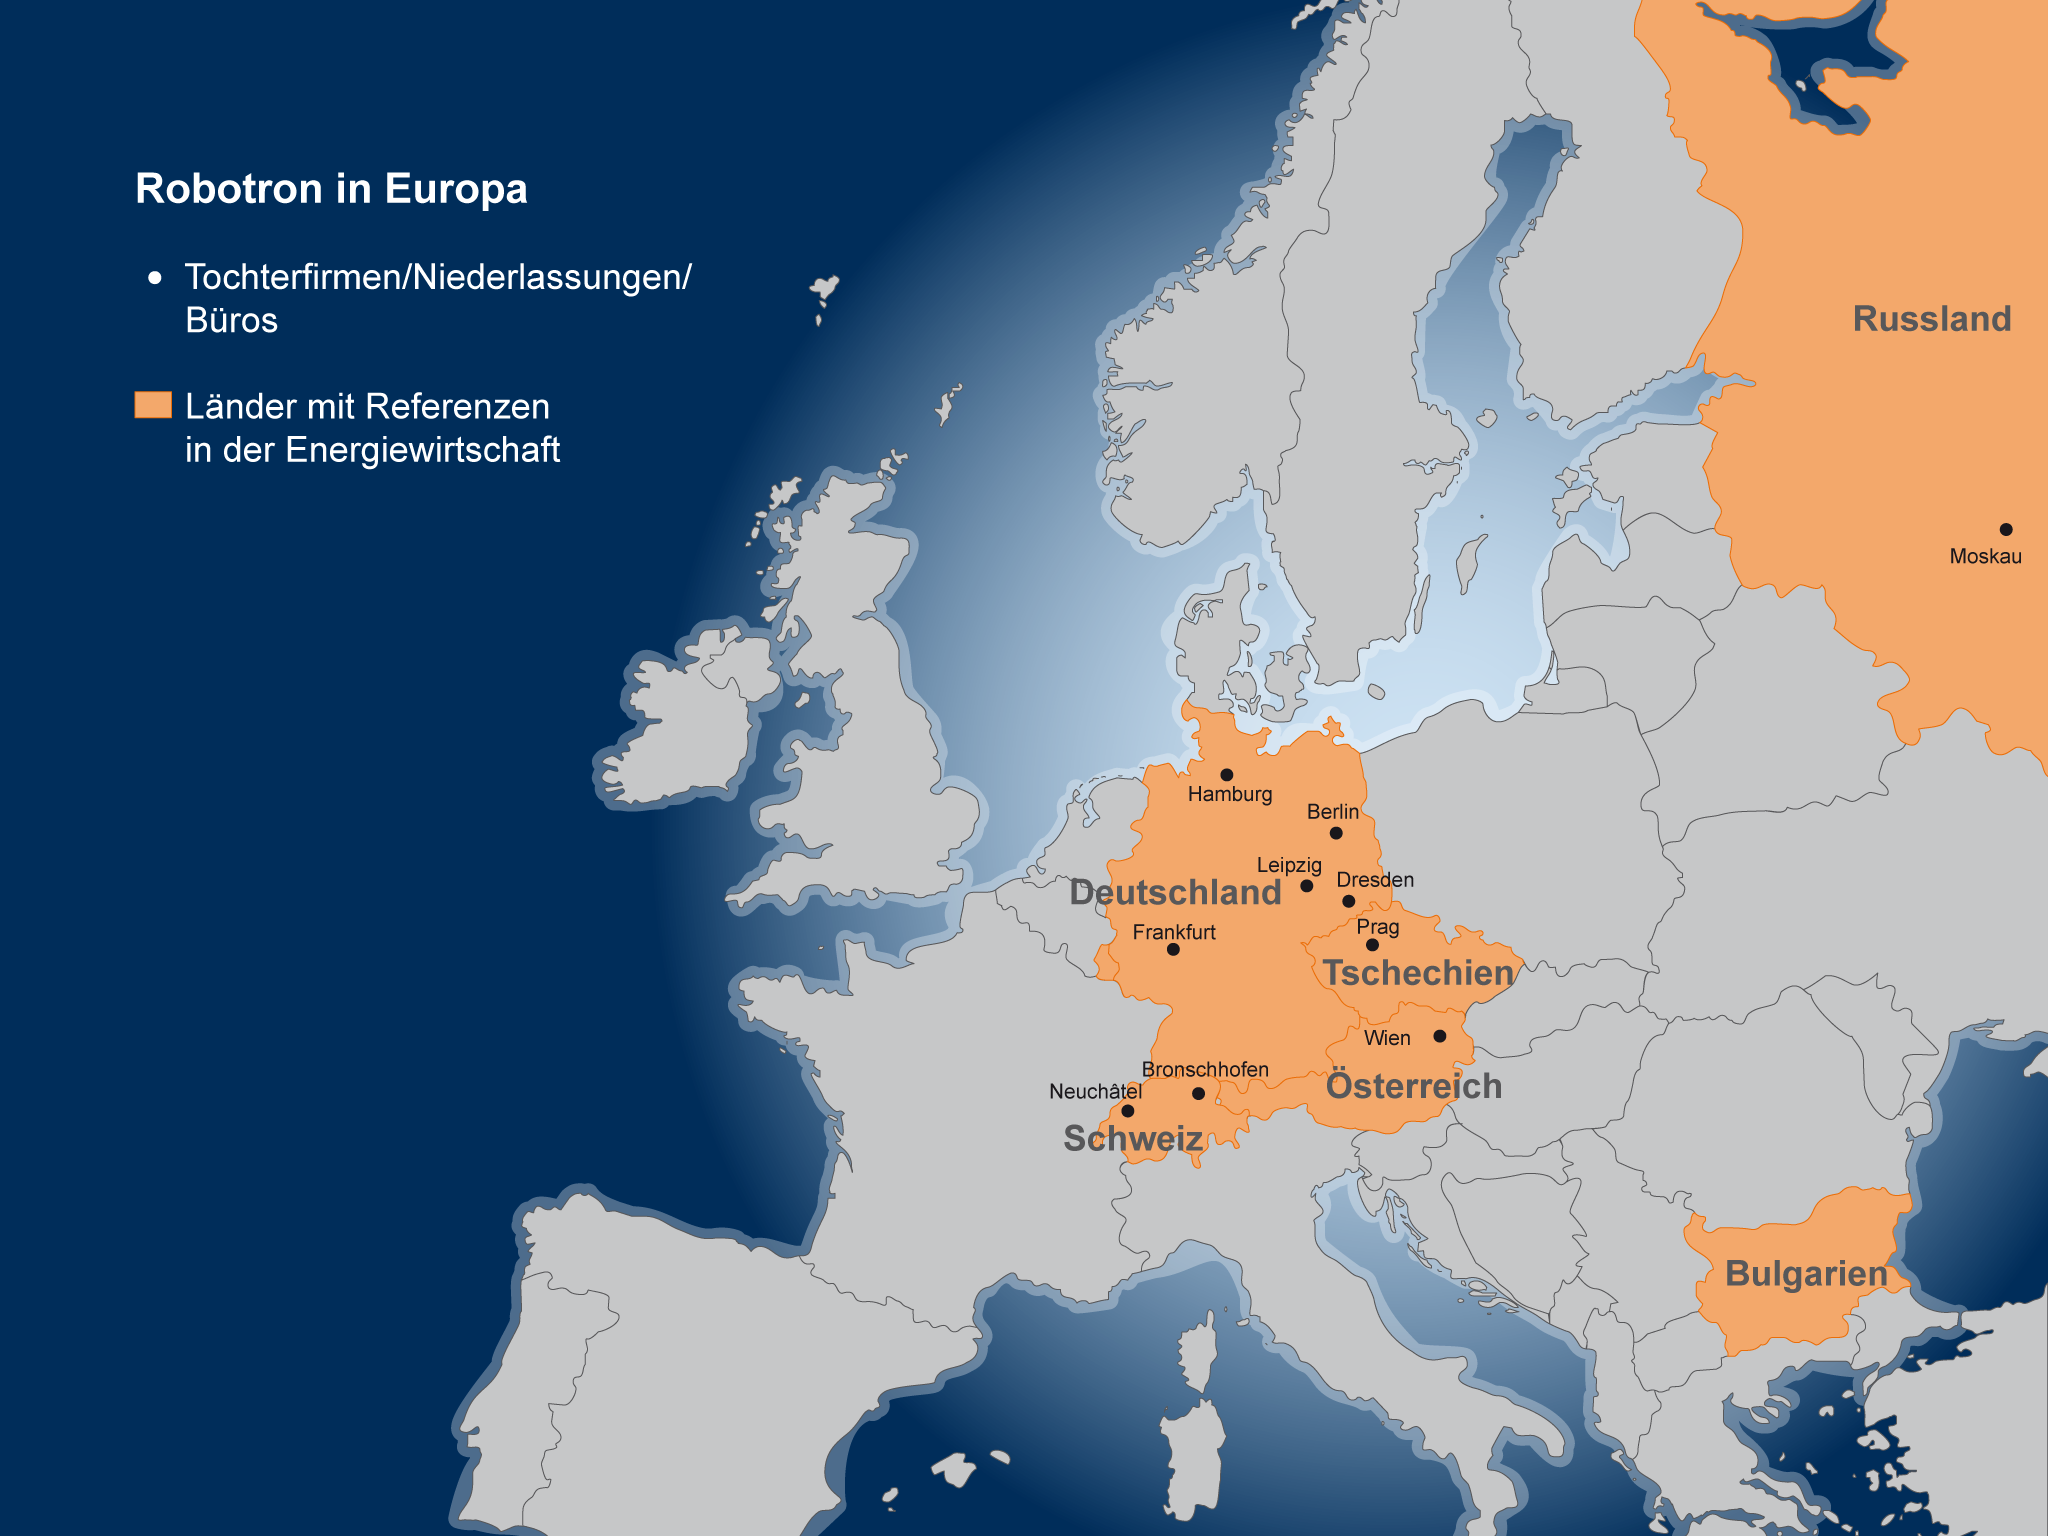 Robotron in Europa
• Tochterfirmen/Niederlassungen/
Büros
Länder mit Referenzen
in der Energiewirtschaft
Russland
Moskau
Hamburg
Berlin
Leipzig
Dresden
Deutschland
Frankfurt
Prag
Tschechien
Wien
Bronschhofen
Österreich
Neuchâtel
Schweiz
Bulgarien